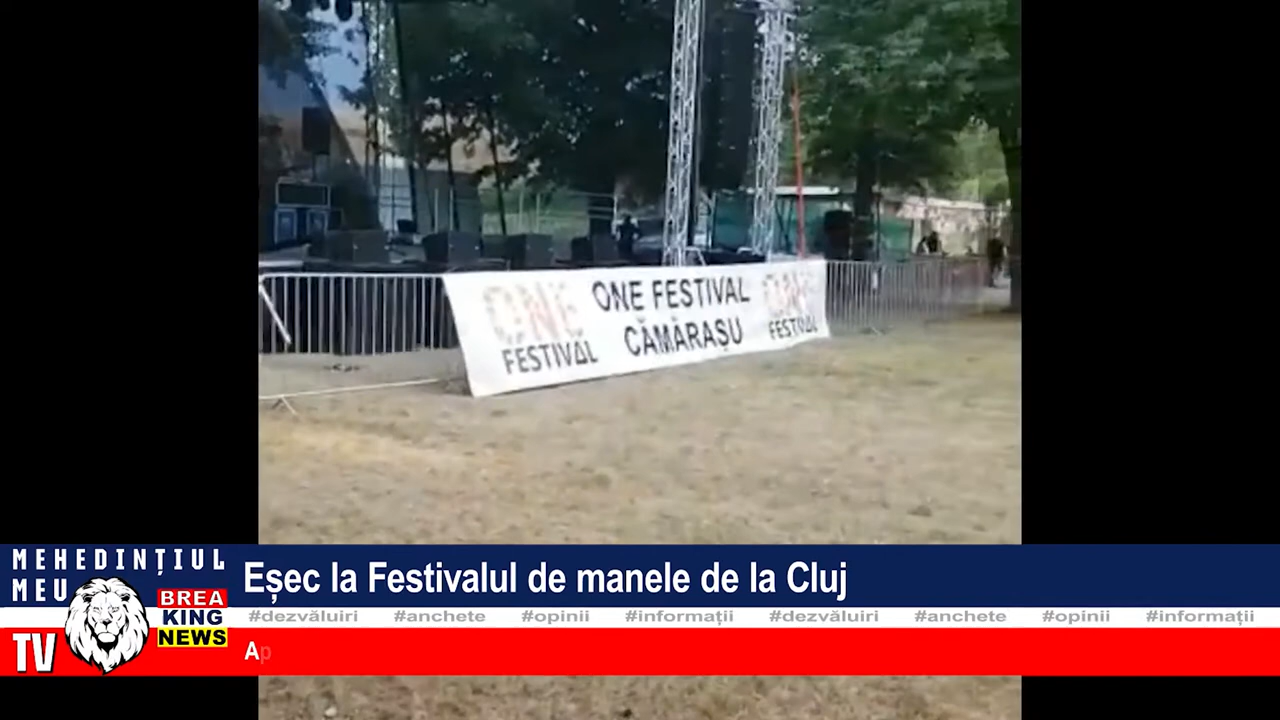 ONE FESTIVAL
CĂMĂRAȘU
ONE
FESTIVAL
ONE
FESTIVAL
MEHEDINȚIUL
MEU
TV
BREA
KING
NEWS
Eșec la Festivalul de manele de la Cluj
#dezvăluiri #anchete #opinii #informații #dezvăluiri #anchete #opinii #informații
Ap